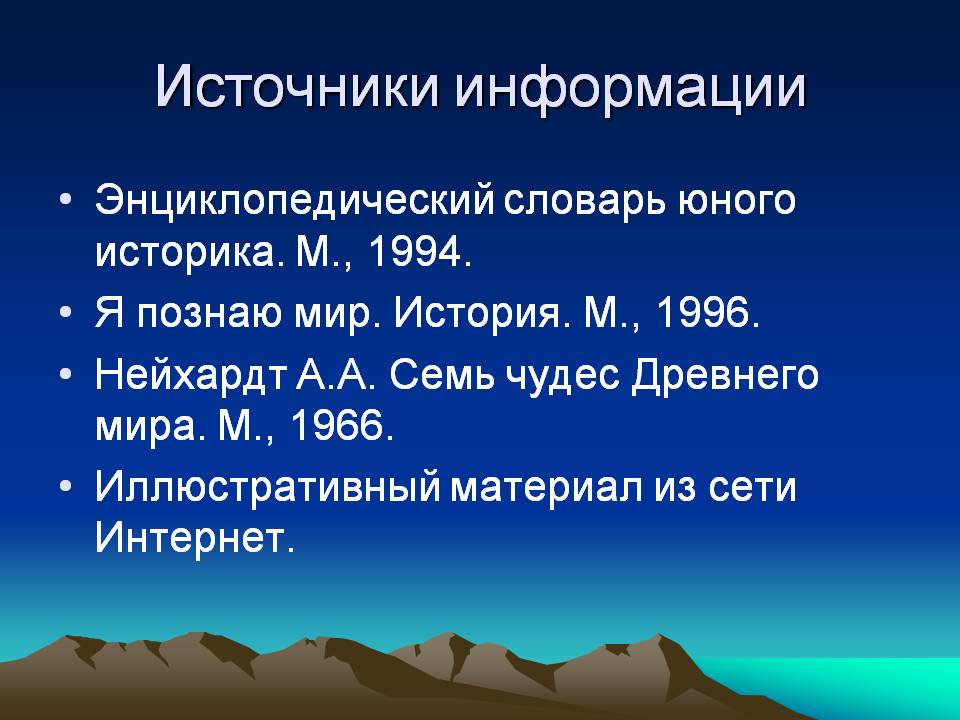 Источники информации
• Энциклопедический словарь юного
историка. М., 1994.
• Я познаю мир. История. М., 1996.
• Нейхардт А.А. Семь чудес Древнего
мира. М., 1966.
• Иллюстративный материал из сети
Интернет.